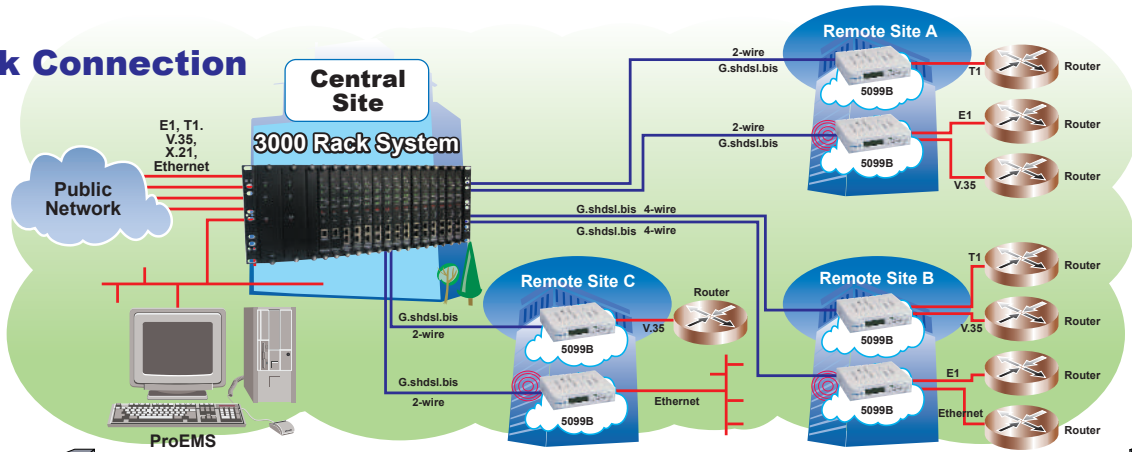 k Connection
Central
Site
3000 Rack System
E1, T1.
V.35,
X.21,
Ethernet
Public
Network
ProEMS
2-wire
G.shdsl.bis
2-wire
G.shdsl.bis
G.shdsl.bis 4-wire
G.shdsl.bis 4-wire
G.shdsl.bis
2-wire
G.shdsl.bis
2-wire
Remote Site A
5099B
T1
Router
5099B
E1
Router
V.35
Router
Remote Site C
5099B
V.35
Router
5099B
Ethernet
Remote Site B
5099B
T1
Router
V.35
Router
5099B
E1
Router
Ethernet
Router